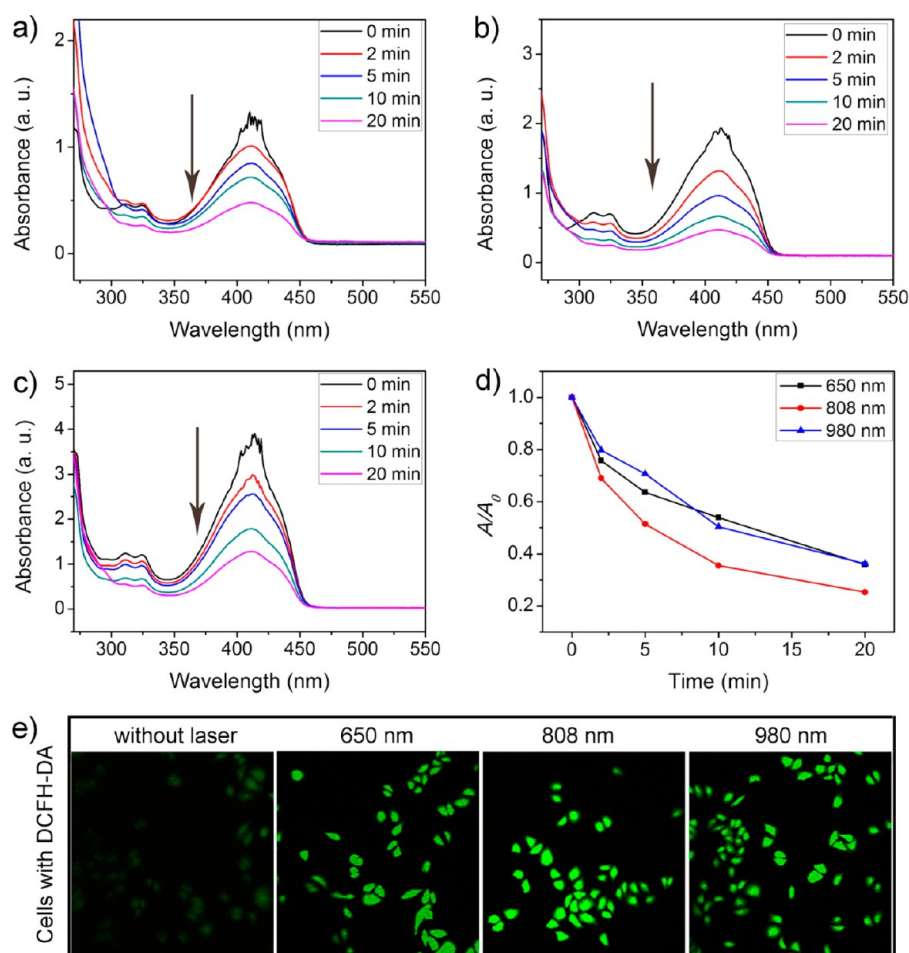 a)
2
1
0
Absorbance (a. u.)
0 min
2 min
5 min
10 min
20 min
300 350 400 450 500 550
Wavelength (nm)
b)
3
2
1
0
Absorbance (a. u.)
0 min
2 min
5 min
10 min
20 min
300 350 400 450 500 550
Wavelength (nm)
c)
5
4
3
2
1
0
Absorbance (a. u.)
0 min
2 min
5 min
10 min
20 min
300 350 400 450 500 550
Wavelength (nm)
d)
1.0
0.8
0.6
0.4
0.2
A/A0
650 nm
808 nm
980 nm
0 5 10 15 20
Time (min)
e)
without laser 650 nm 808 nm 980 nm
Cells with DCFH-DA